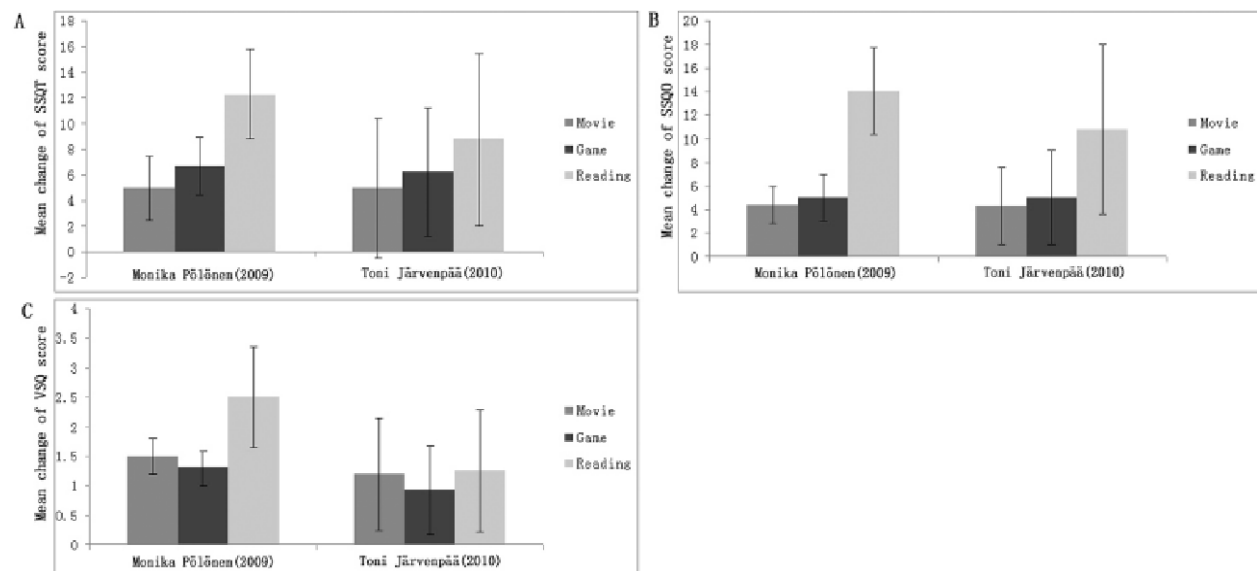 A
Mean change of SSQT score
18
16
14
12
10
8
6
4
2
0
-2
Monika Pölönen(2009)
Toni Järvenpää(2010)
Movie
Game
Reading
B
Mean change of SSQO score
20
18
16
14
12
10
8
6
4
2
0
Monika Pölönen(2009)
Toni Järvenpää(2010)
Movie
Game
Reading
C
Mean change of VSQ score
4
3.5
3
2.5
2
1.5
1
0.5
0
Monika Pölönen(2009)
Toni Järvenpää(2010)
Movie
Game
Reading